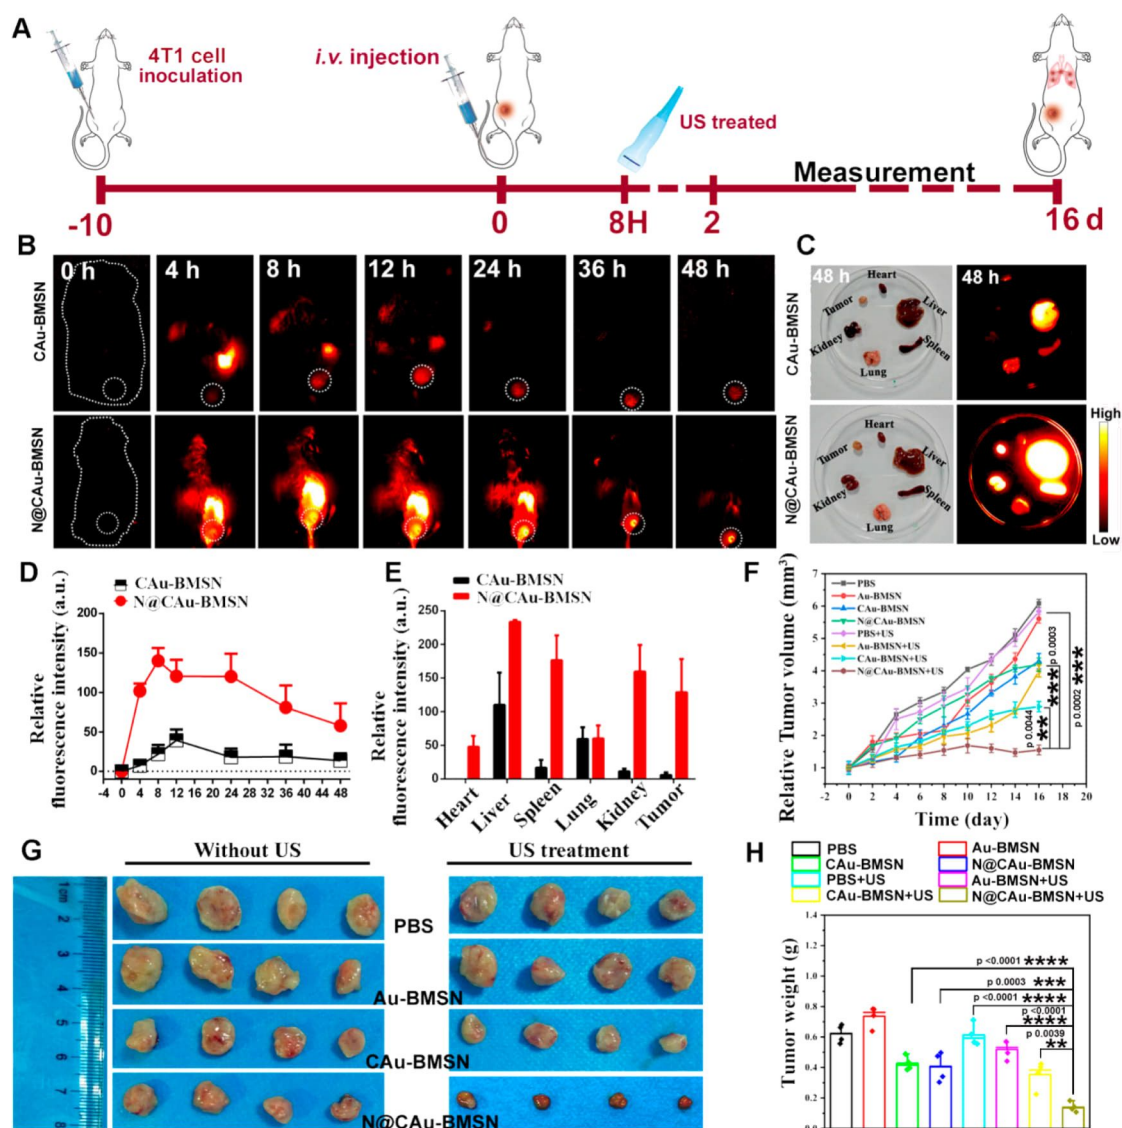 A
4T1 cell
inoculation
i.v. injection
US treated
Measurement
-10
0
8H
2
16 d
B
0 h
4 h
8 h
12 h
24 h
36 h
48 h
CAu-BMSN
N@CAu-BMSN
C
48 h
48 h
CAu-BMSN
Heart
Tumor
Liver
Kidney
Spleen
Lung
N@CAu-BMSN
Heart
Tumor
Liver
Kidney
Spleen
Lung
High
Low
D
CAu-BMSN
N@CAu-BMSN
Relative
fluorescence intensity (a.u.)
200
150
100
50
0
-4 0 4 8 12 16 20 24 28 32 36 40 44 48
E
CAu-BMSN
N@CAu-BMSN
Relative
fluorescence intensity (a.u.)
250
200
150
100
50
0
Heart
Liver
Spleen
Lung
Kidney
Tumor
F
Relative Tumor volume (mm³)
7
6
5
4
3
2
1
PBS
Au-BMSN
CAu-BMSN
N@CAu-BMSN
PBS+US
Au-BMSN+US
CAu-BMSN+US
N@CAu-BMSN+US
p 0.0044
**
p 0.0003
***
p 0.0002
***
-2 0 2 4 6 8 10 12 14 16 18 20
Time (day)
G
Without US
US treatment
1cm
2
3
4
5
6
7
8
PBS
Au-BMSN
CAu-BMSN
N@CAu-BMSN
H
PBS
Au-BMSN
CAu-BMSN
N@CAu-BMSN
PBS+US
Au-BMSN+US
CAu-BMSN+US
N@CAu-BMSN+US
Tumor weight (g)
1.4
1.2
1.0
0.8
0.6
0.4
0.2
0.0
p <0.0001 ****
p 0.0003 ***
p <0.0001 ****
p <0.0001
****
p 0.0039
**